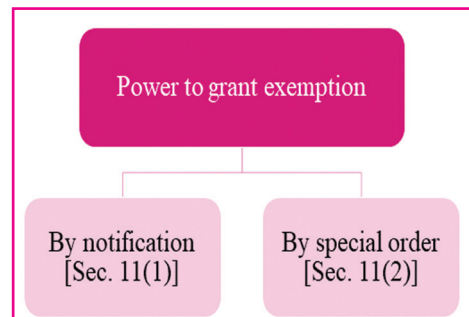 Power to grant exemption
By notification
[Sec. 11(1)]
By special order
[Sec. 11(2)]